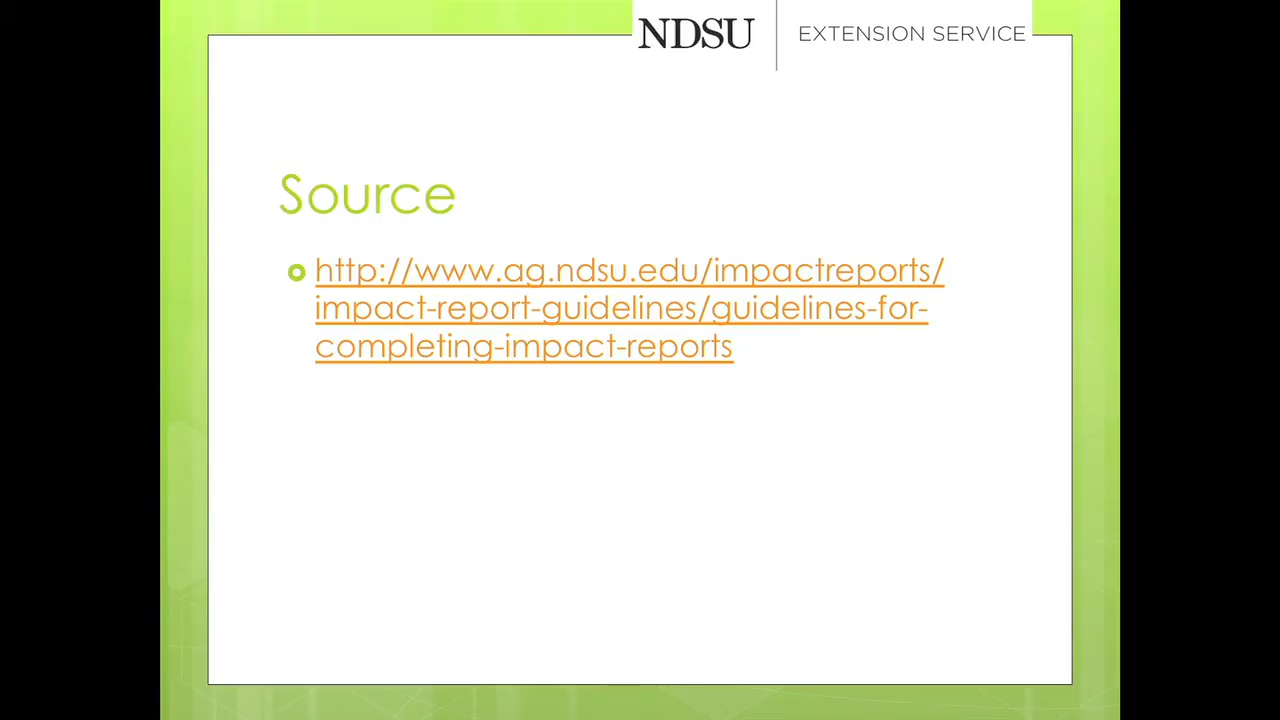 NDSU EXTENSION SERVICE
Source
http://www.ag.ndsu.edu/impactreports/
impact-report-guidelines/guidelines-for-
completing-impact-reports